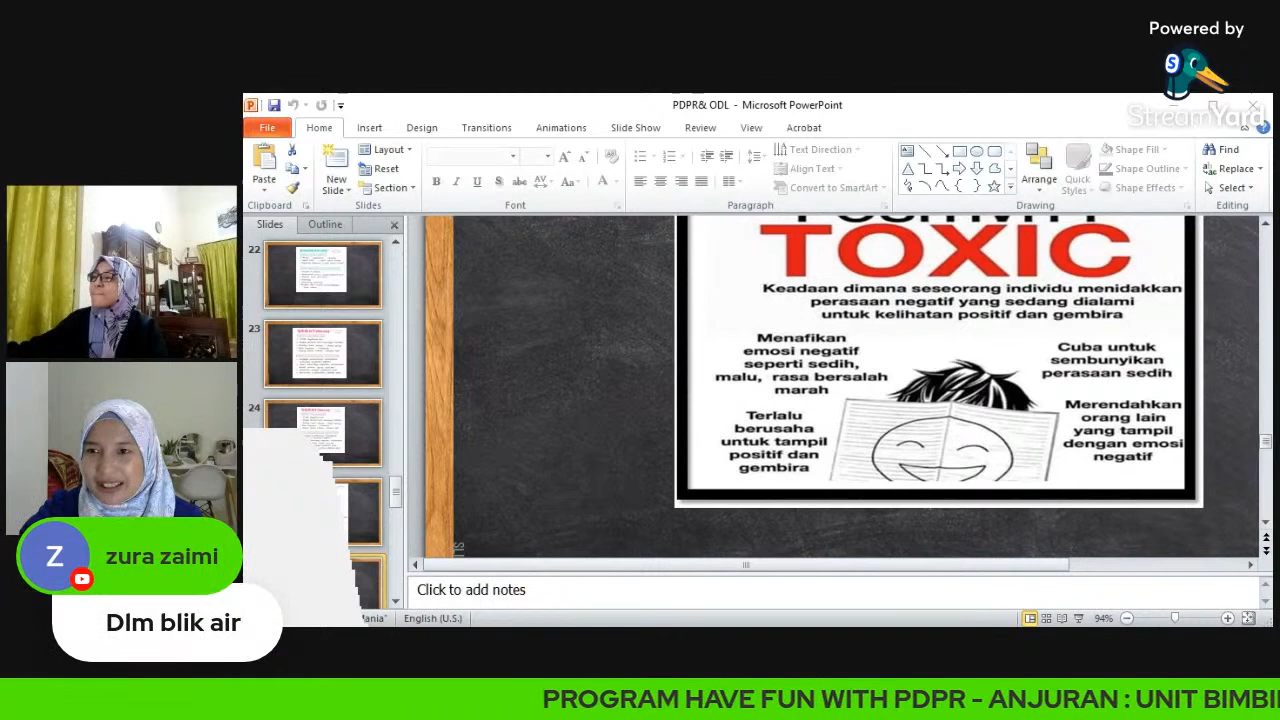 Powered by
StreamYard
PDPR& ODL - Microsoft PowerPoint
File Home Insert Design Transitions Animations Slide Show Review View Acrobat
Paste
New
Slide
Layout
Reset
Section
Text Direction
Align Text
Convert to SmartArt
Arrange
Quick
Styles
Shape Fill
Shape Outline
Shape Effects
Find
Replace
Select
Clipboard Slides Font Paragraph Drawing Editing
Slides Outline
22
23
24
TOXIC
Keadaan dimana seseorang individu menidakkan
perasaan negatif yang sedang dialami
untuk kelihatan positif dan gembira
Menafikan
emosi negatif
seperti sedih,
malu, rasa bersalah
marah
Terlalu
berusaha
untuk tampil
positif dan
gembira
Cuba untuk
sembunyikan
perasaan sedih
Merendahkan
orang lain
yang tampil
dengan emosi
negatif
Click to add notes
English (U.S.)
94%
Z
zura zaimi
Dlm blik air
PROGRAM HAVE FUN WITH PDPR - ANJURAN : UNIT BIMBI